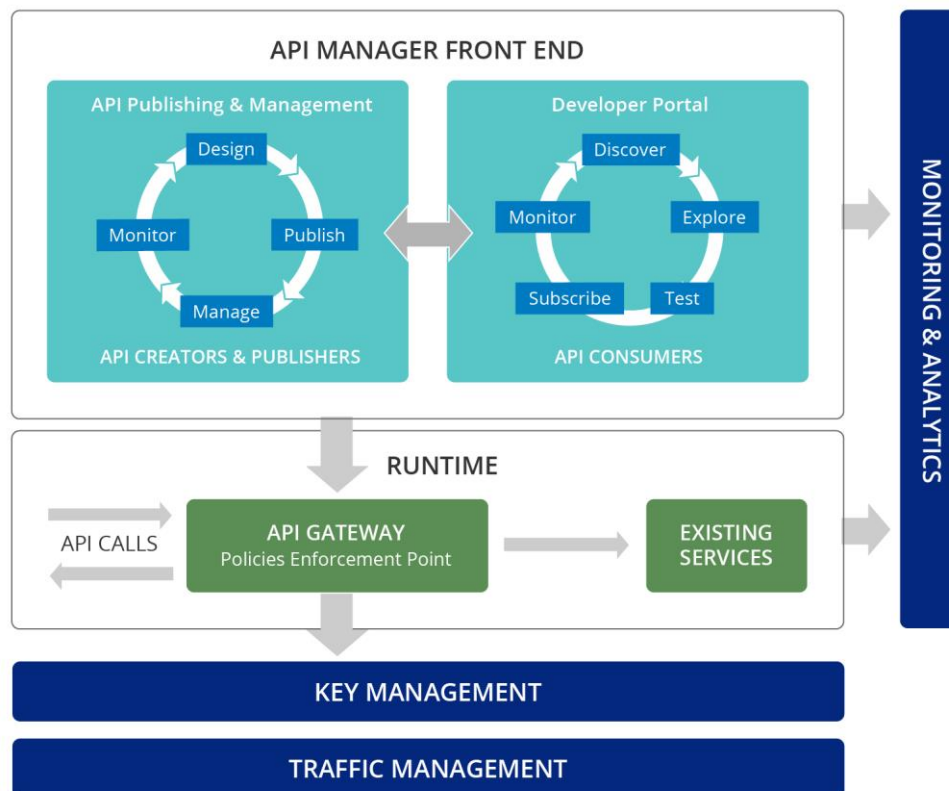 API MANAGER FRONT END
API Publishing & Management
Design
Monitor
Publish
Manage
API CREATORS & PUBLISHERS
Developer Portal
Discover
Monitor
Explore
Subscribe
Test
API CONSUMERS
MONITORING & ANALYTICS
RUNTIME
API CALLS
API GATEWAY
Policies Enforcement Point
EXISTING
SERVICES
KEY MANAGEMENT
TRAFFIC MANAGEMENT